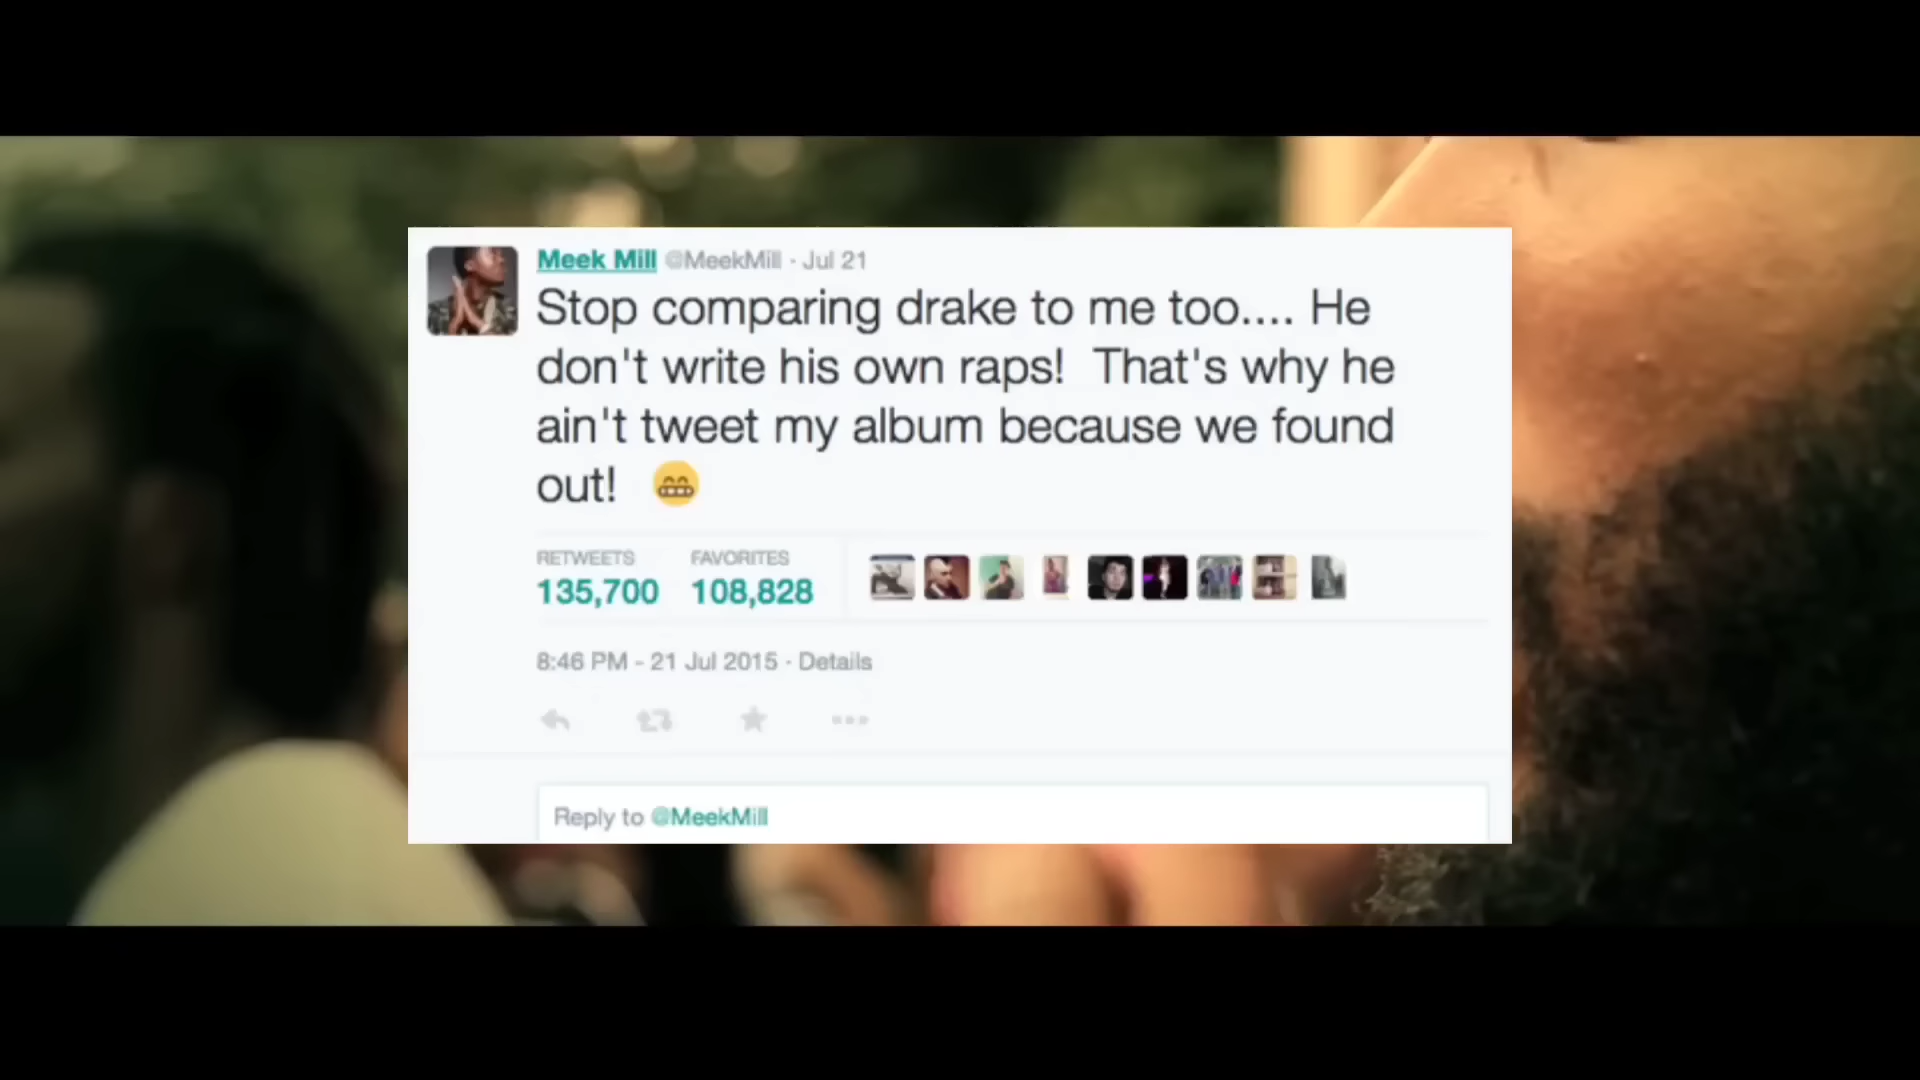 Meek Mill @MeekMill · Jul 21
Stop comparing drake to me too.... He
don't write his own raps!  That's why he
ain't tweet my album because we found
out! 😁
RETWEETS FAVORITES
135,700 108,828
8:46 PM - 21 Jul 2015 · Details
Reply to @MeekMill